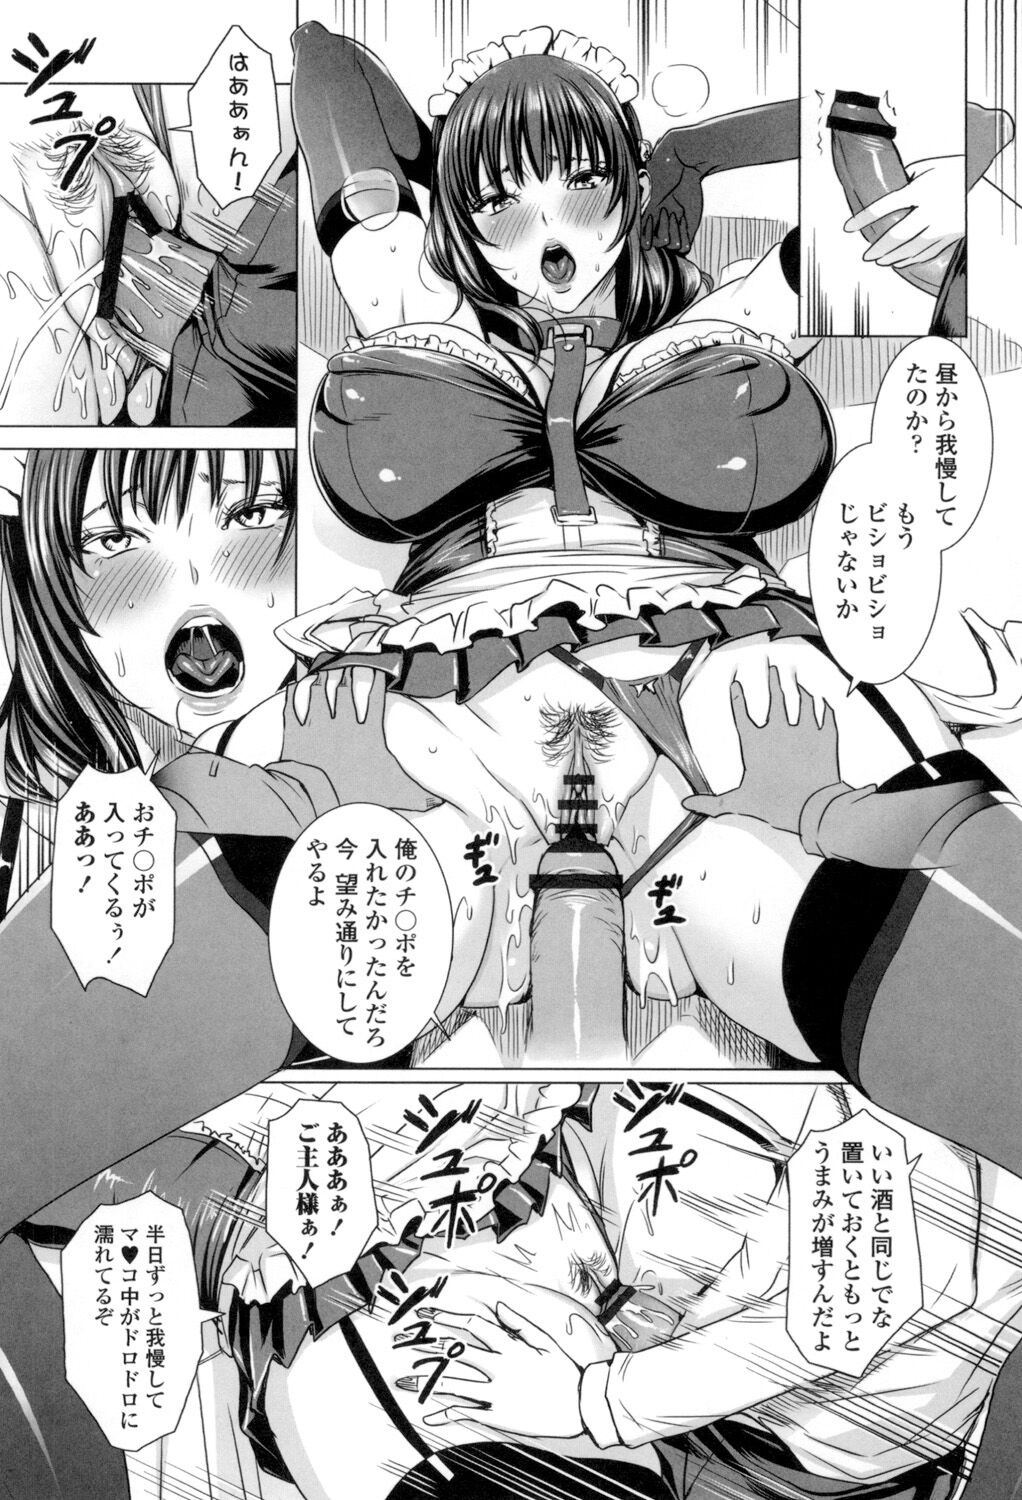 昼から我慢して
たのか？
もう
ビショビショ
じゃないか
はああぁん！
ジュプ
俺のチ〇ポを
入れたかったんだろ
今 望み通りにして
やるよ
ギュ
ギュ
おチ〇ポが
入ってくるぅ！
ああっ！
いい酒と同じでな
置いておくともっと
うまみが増すんだよ
ジュポ
ジュポ
ジュプ
あああぁ！
ご主人様ぁ！
半日ずっと我慢して
マ♥コ中がドロドロに
濡れてるぞ